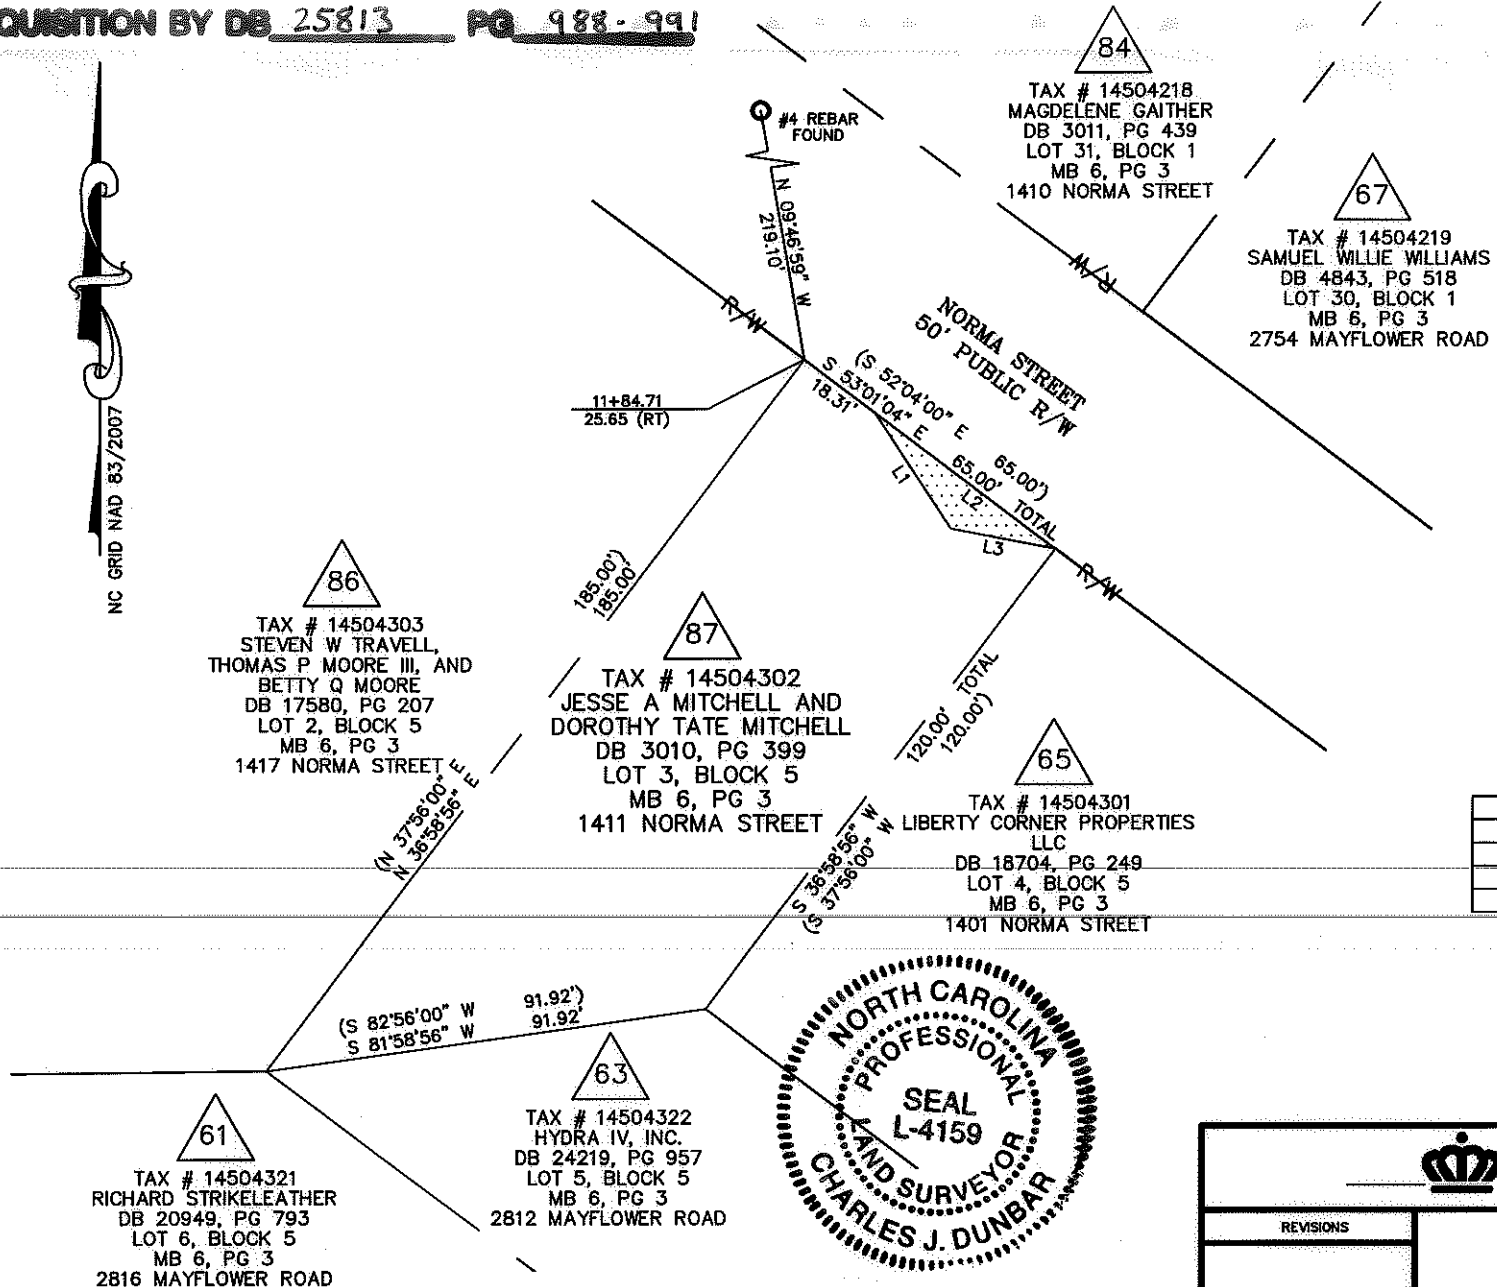 QUISITION BY DB 25813 PG 988-991
84
TAX # 14504218
MAGDELENE GAITHER
DB 3011, PG 439
LOT 31, BLOCK 1
MB 6, PG 3
1410 NORMA STREET
#4 REBAR
FOUND
67
TAX # 14504219
SAMUEL WILLIE WILLIAMS
DB 4843, PG 518
LOT 30, BLOCK 1
MB 6, PG 3
2754 MAYFLOWER ROAD
N 09°46'59" W
219.10'
R/W
R/W
NORMA STREET
50' PUBLIC R/W
(S 52°04'00" E 65.00')
S 53°01'04" E 65.00' TOTAL
18.31'
L1
L2
L3
R/W
11+84.71
25.65 (RT)
NC GRID NAD 83/2007
185.00')
185.00'
86
TAX # 14504303
STEVEN W TRAVELL,
THOMAS P MOORE III, AND
BETTY Q MOORE
DB 17580, PG 207
LOT 2, BLOCK 5
MB 6, PG 3
1417 NORMA STREET
87
TAX # 14504302
JESSE A MITCHELL AND
DOROTHY TATE MITCHELL
DB 3010, PG 399
LOT 3, BLOCK 5
MB 6, PG 3
1411 NORMA STREET
120.00' TOTAL
120.00')
65
TAX # 14504301
LIBERTY CORNER PROPERTIES
LLC
DB 18704, PG 249
LOT 4, BLOCK 5
MB 6, PG 3
1401 NORMA STREET
(N 37°56'00" E
N 36°58'56" E
S 36°58'56" W
(S 37°56'00" W
(S 82°56'00" W 91.92')
S 81°58'56" W 91.92'
63
TAX # 14504322
HYDRA IV, INC.
DB 24219, PG 957
LOT 5, BLOCK 5
MB 6, PG 3
2812 MAYFLOWER ROAD
61
TAX # 14504321
RICHARD STRIKELEATHER
DB 20949, PG 793
LOT 6, BLOCK 5
MB 6, PG 3
2816 MAYFLOWER ROAD
NORTH CAROLINA
PROFESSIONAL
SEAL
L-4159
LAND SURVEYOR
CHARLES J. DUNBAR
REVISIONS